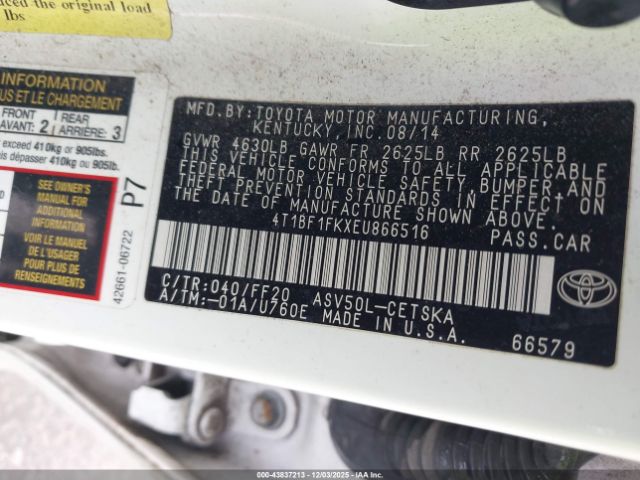 ced the original load
lbs
INFORMATION
US ET LE CHARGEMENT
FRONT AVANT: 2 REAR ARRIÈRE: 3
exceed 410kg or 905lbs.
dépasser 410kg ou 905lbs.
SEE OWNER'S
MANUAL FOR
ADDITIONAL
INFORMATION
VOIR LE MANUEL
DU PROPRIÉTAIRE
POUR PLUS DE
RENSEIGNEMENTS
P7
42661-06722
MFD.BY:TOYOTA MOTOR MANUFACTURING,
KENTUCKY,INC.08/14
GVWR 4630LB GAWR FR 2625LB RR 2625LB
THIS VEHICLE CONFORMS TO ALL APPLICABLE
FEDERAL MOTOR VEHICLE SAFETY,BUMPER,AND
THEFT PREVENTION STANDARDS IN EFFECT ON
THE DATE OF MANUFACTURE SHOWN ABOVE.
4T1BF1FKXEU866516 PASS.CAR
C/TR:040/FF20 ASV50L-CETSKA
A/TM:-01A/U760E MADE IN U.S.A.
TOYOTA
66579
000-43837213 - 12/03/2025 - IAA